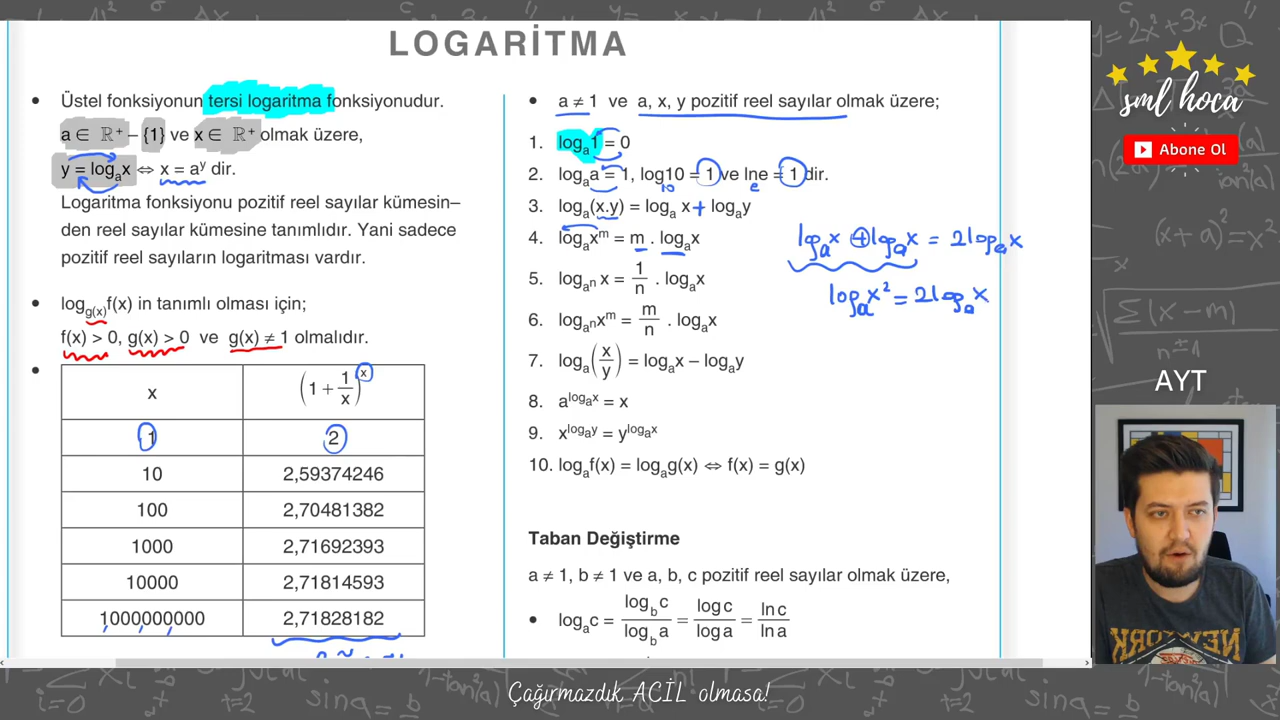 LOGARİTMA
• Üstel fonksiyonun tersi logaritma fonksiyonudur.
a ∈ ℝ⁺ – {1} ve x ∈ ℝ⁺ olmak üzere,
y = logₐx ⇔ x = aʸ dir.
Logaritma fonksiyonu pozitif reel sayılar kümesin–
den reel sayılar kümesine tanımlıdır. Yani sadece
pozitif reel sayıların logaritması vardır.
• log_g(x) f(x) in tanımlı olması için;
f(x) > 0, g(x) > 0 ve g(x) ≠ 1 olmalıdır.
• x (1 + 1/x)^x
1 2
10 2,59374246
100 2,70481382
1000 2,71692393
10000 2,71814593
1000000000 2,71828182
• a ≠ 1 ve a, x, y pozitif reel sayılar olmak üzere;
1. logₐ1 = 0
2. logₐa = 1, log10 = 1 ve lne = 1 dir.
10 e
3. logₐ(x.y) = logₐ x + logₐy
4. logₐxᵐ = m . logₐx
5. log_aⁿ x = 1/n . logₐx
6. log_aⁿ xᵐ = m/n . logₐx
7. logₐ(x/y) = logₐx – logₐy
8. a^(logₐx) = x
9. x^(logₐy) = y^(logₐx)
10. logₐf(x) = logₐg(x) ⇔ f(x) = g(x)
logₐx + logₐx = 2logₐx
logₐx² = 2logₐx
Taban Değiştirme
a ≠ 1, b ≠ 1 ve a, b, c pozitif reel sayılar olmak üzere,
• logₐc = log_b c / log_b a = log c / log a = ln c / ln a
sml hoca
Abone Ol
AYT
Çağırmazdık ACİL olmasa!